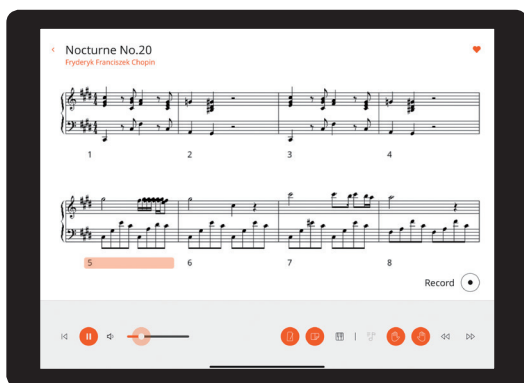 Nocturne No.20
Fryderyk Franciszek Chopin
1 2 3 4
5 6 7 8
Record